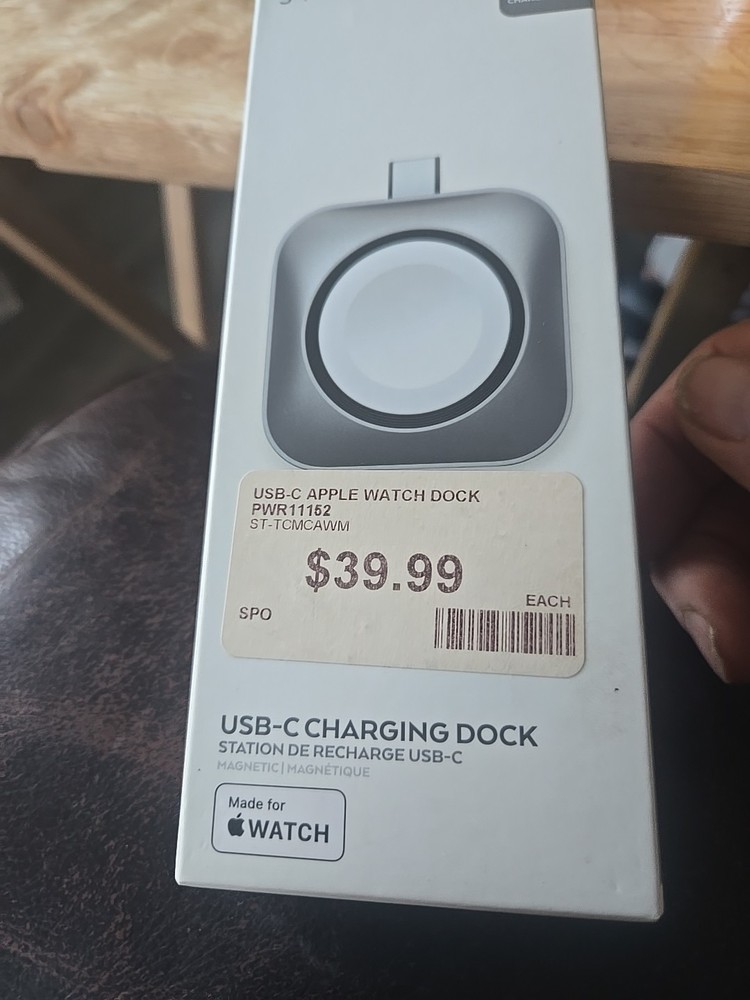 USB-C APPLE WATCH DOCK
PWR11152
ST-TCMCAWM
$39.99
EACH
SPO
USB-C CHARGING DOCK
STATION DE RECHARGE USB-C
MAGNETIC | MAGNÉTIQUE
Made for
WATCH